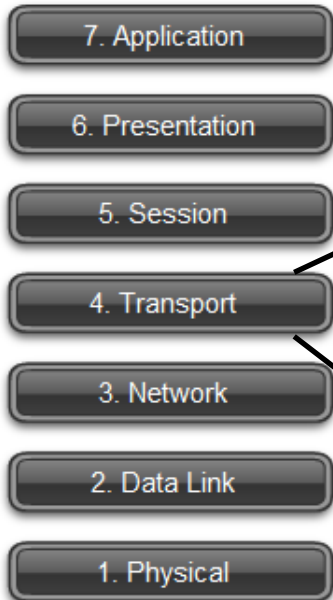 7. Application
6. Presentation
5. Session
4. Transport
3. Network
2. Data Link
1. Physical